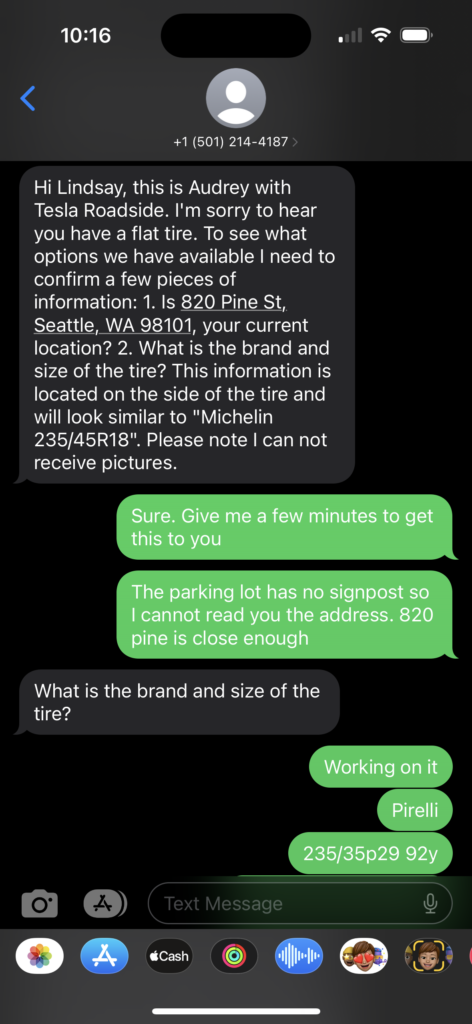 10:16
+1 (501) 214-4187
Hi Lindsay, this is Audrey with
Tesla Roadside. I'm sorry to hear
you have a flat tire. To see what
options we have available I need to
confirm a few pieces of
information: 1. Is 820 Pine St,
Seattle, WA 98101, your current
location? 2. What is the brand and
size of the tire? This information is
located on the side of the tire and
will look similar to "Michelin
235/45R18". Please note I can not
receive pictures.
Sure. Give me a few minutes to get
this to you
The parking lot has no signpost so
I cannot read you the address. 820
pine is close enough
What is the brand and size of the
tire?
Working on it
Pirelli
235/35p29 92y
Text Message
Cash